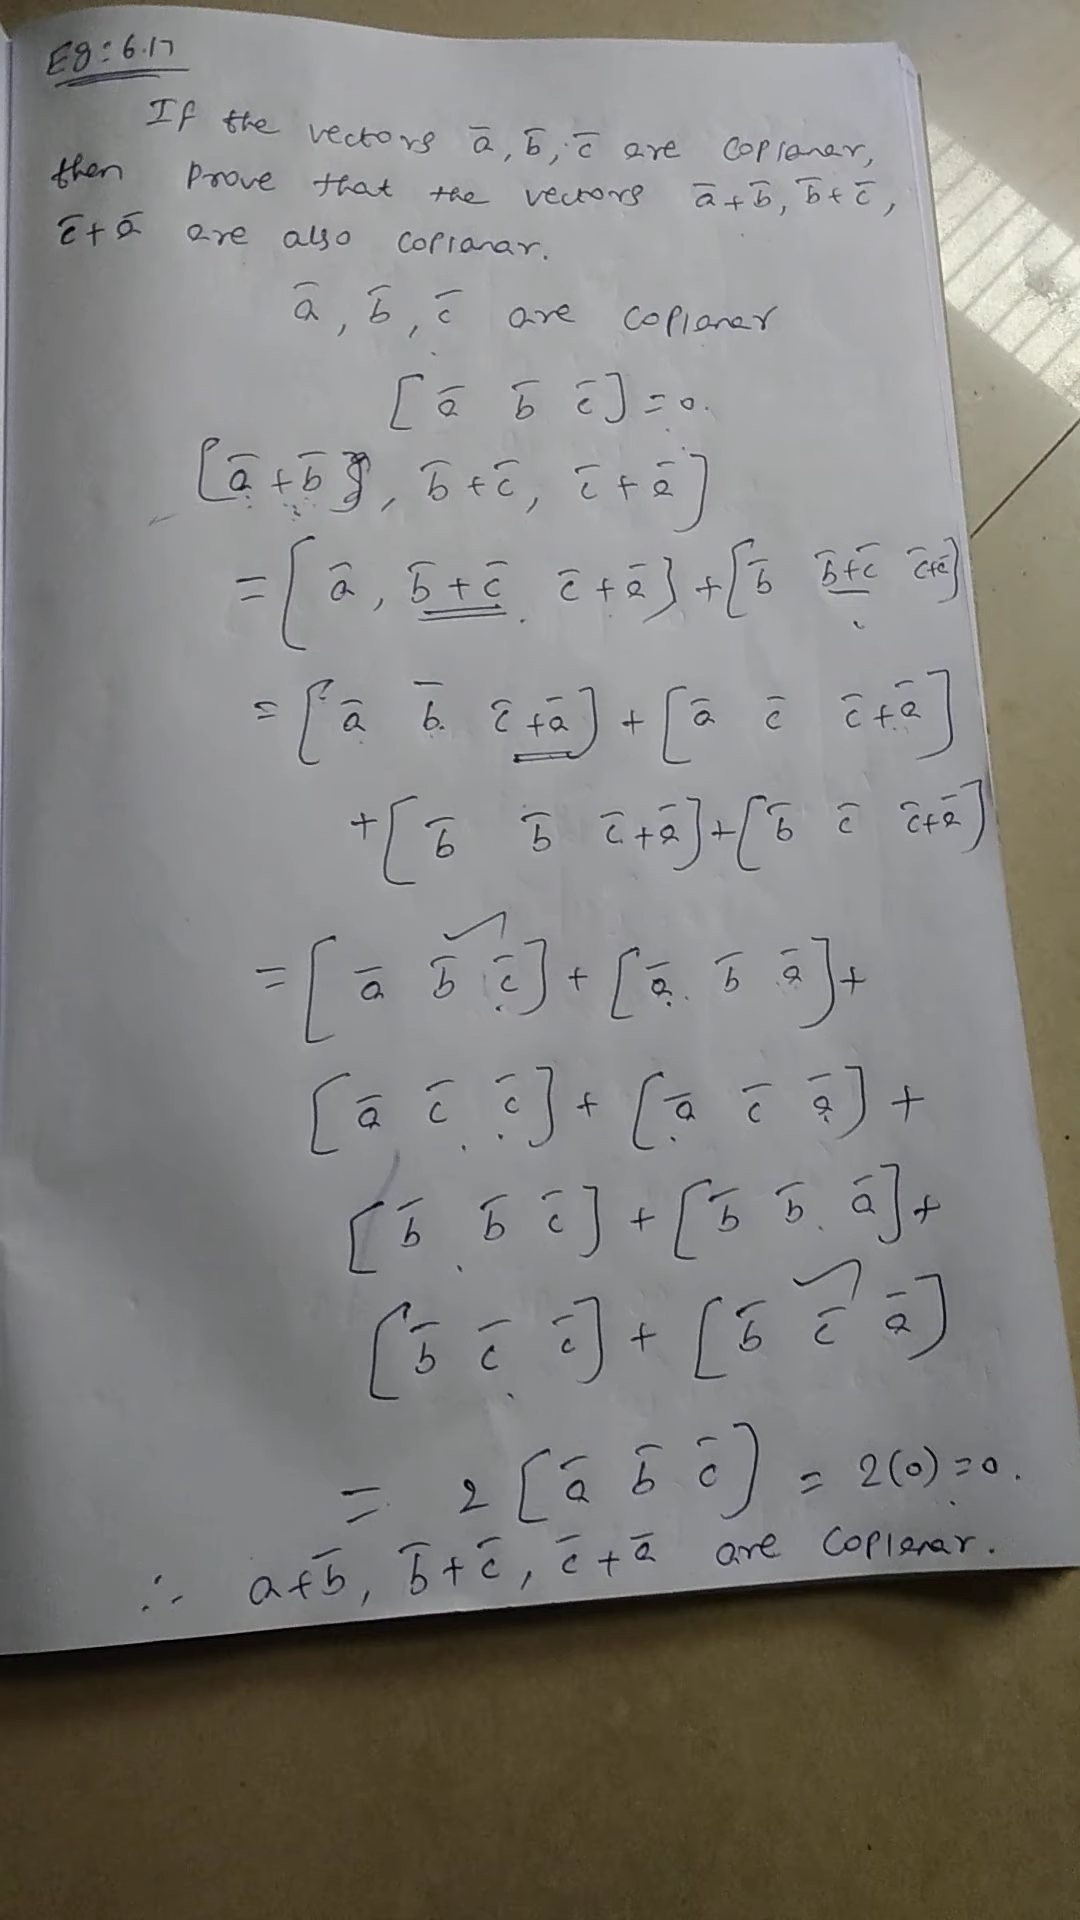 Eg: 6.17
If the vectors a̅, b̅, c̅ are coplanar,
then prove that the vectors a̅+b̅, b̅+c̅,
c̅+a̅ are also coplanar.
a̅, b̅, c̅ are coplanar
[a̅ b̅ c̅] = 0.
[a̅+b̅, b̅+c̅, c̅+a̅]
= [a̅, b̅+c̅ c̅+a̅] + [b̅ b̅+c̅ c̅+a̅]
= [a̅ b̅ c̅+a̅] + [a̅ c̅ c̅+a̅]
+ [b̅ b̅ c̅+a̅] + [b̅ c̅ c̅+a̅]
= [a̅ b̅ c̅] + [a̅ b̅ a̅] +
[a̅ c̅ c̅] + [a̅ c̅ a̅] +
[b̅ b̅ c̅] + [b̅ b̅ a̅] +
[b̅ c̅ c̅] + [b̅ c̅ a̅]
= 2 [a̅ b̅ c̅] = 2(0) = 0.
∴ a+b̅, b̅+c̅, c̅+a̅ are coplanar.